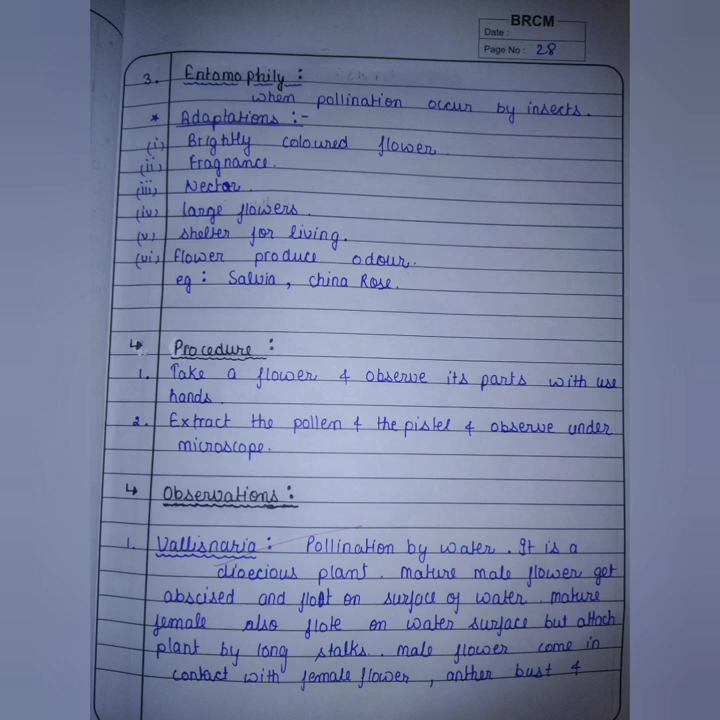 BRCM
Date :
Page No : 28
3. Entomophily :
when pollination occur by insects.
* Adaptations :-
(i) Brightly coloured flower
(ii) Fragnance.
(iii) Nector.
(iv) large flowers.
(v) shelter for living.
(vi) flower produce odour.
eg : Salvia , china Rose.
↳ Procedure :
1. Take a flower & observe its parts with use
hands.
2. Extract the pollen & the pistel & observe under
microscope.
↳ Observations :
1. Vallisnaria : Pollination by water. It is a
dioecious plant. mature male flower get
abscised and float on surface of water. mature
female also flote on water surface but attach
plant by long stalks. male flower come in
contact with female flower, anther bust &